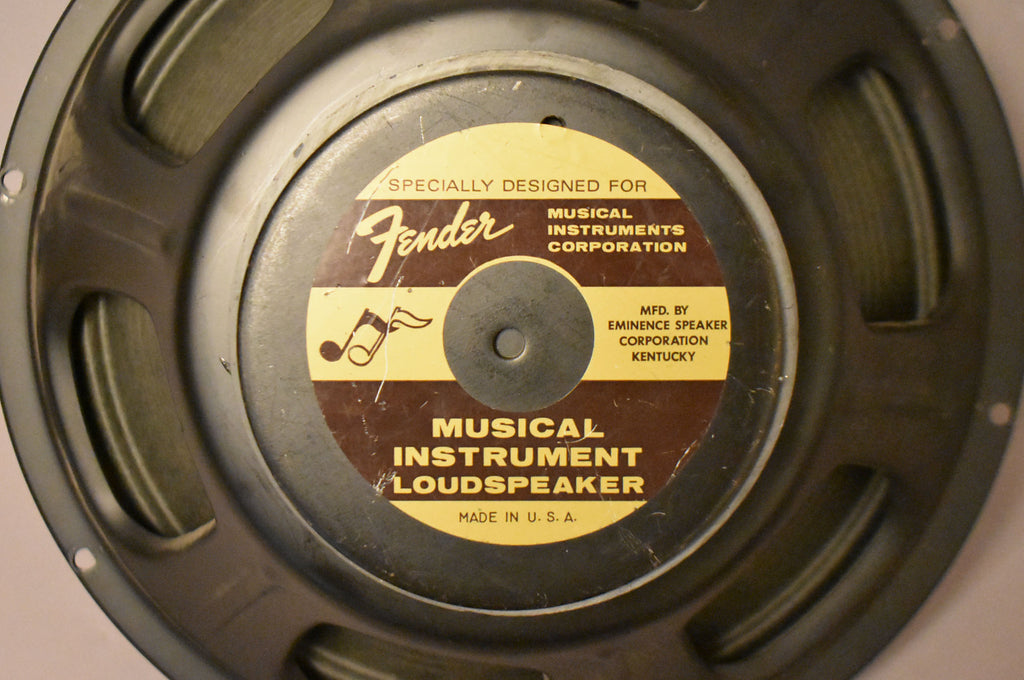 SPECIALLY DESIGNED FOR
Fender
MUSICAL
INSTRUMENTS
CORPORATION
MFD. BY
EMINENCE SPEAKER
CORPORATION
KENTUCKY
MUSICAL
INSTRUMENT
LOUDSPEAKER
MADE IN U. S. A.